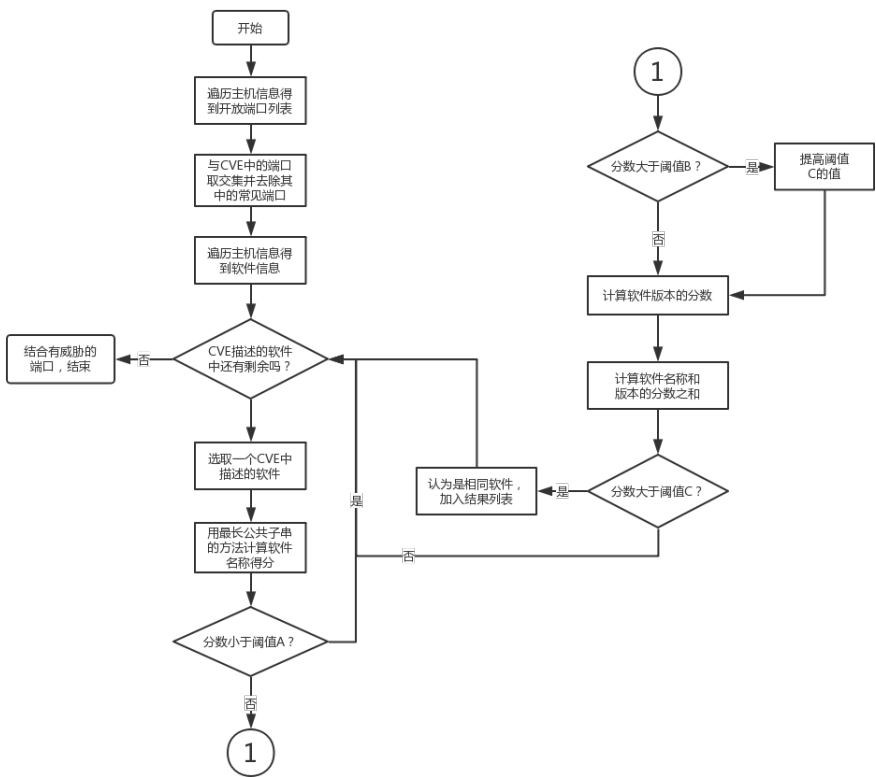 开始
遍历主机信息得
到开放端口列表
与CVE中的端口
取交集并去除其
中的常见端口
遍历主机信息得
到软件信息
CVE描述的软件
中还有剩余吗？
否
结合有威胁的
端口，结束
选取一个CVE中
描述的软件
用最长公共子串
的方法计算软件
名称得分
分数小于阈值A？
是
否
1
1
分数大于阈值B？
是
提高阈值
C的值
否
计算软件版本的分数
计算软件名称和
版本的分数之和
分数大于阈值C？
是
认为是相同软件，
加入结果列表
否